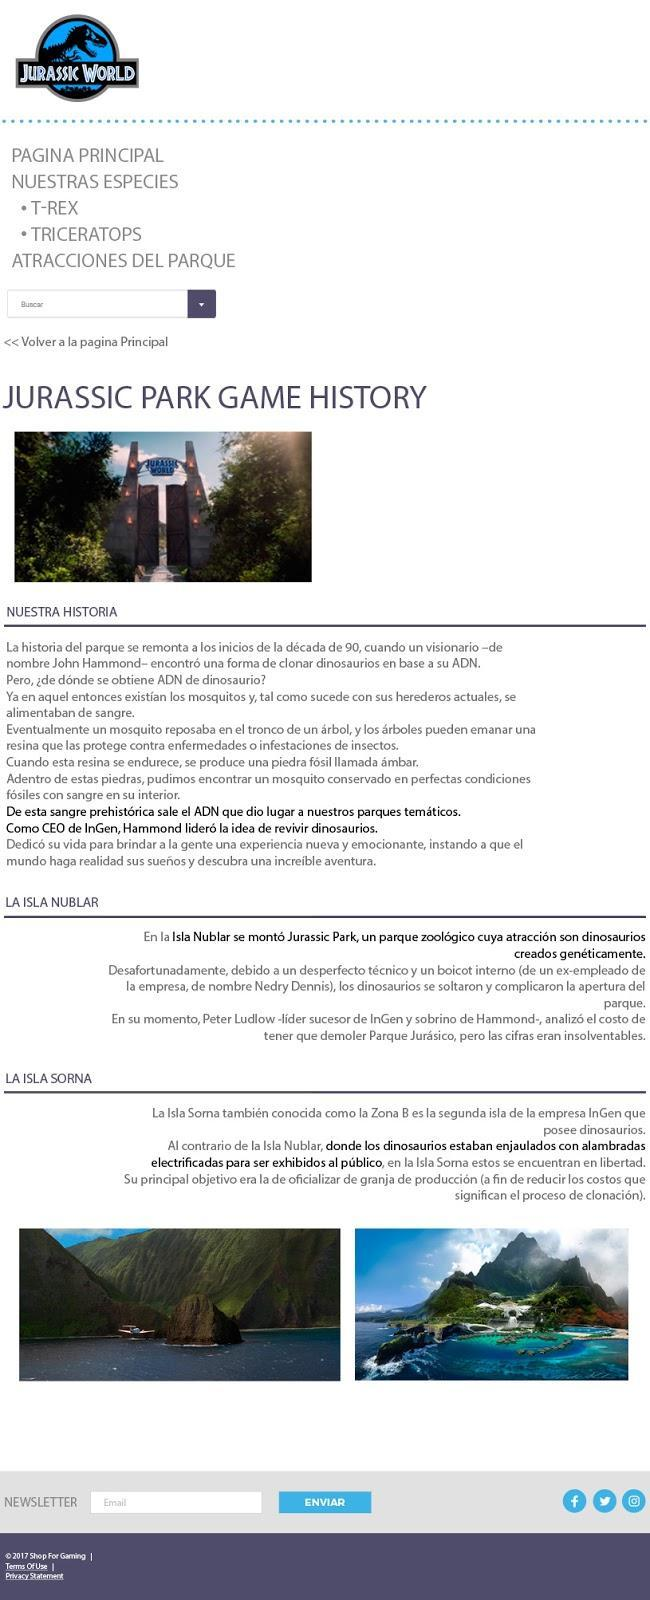 JURASSIC WORLD
PAGINA PRINCIPAL
NUESTRAS ESPECIES
• T-REX
• TRICERATOPS
ATRACCIONES DEL PARQUE
Buscar
<< Volver a la pagina Principal
JURASSIC PARK GAME HISTORY
JURASSIC
WORLD
NUESTRA HISTORIA
La historia del parque se remonta a los inicios de la década de 90, cuando un visionario –de
nombre John Hammond– encontró una forma de clonar dinosaurios en base a su ADN.
Pero, ¿de dónde se obtiene ADN de dinosaurio?
Ya en aquel entonces existían los mosquitos y, tal como sucede con sus herederos actuales, se
alimentaban de sangre.
Eventualmente un mosquito reposaba en el tronco de un árbol, y los árboles pueden emanar una
resina que las protege contra enfermedades o infestaciones de insectos.
Cuando esta resina se endurece, se produce una piedra fósil llamada ámbar.
Adentro de estas piedras, pudimos encontrar un mosquito conservado en perfectas condiciones
fósiles con sangre en su interior.
De esta sangre prehistórica sale el ADN que dio lugar a nuestros parques temáticos.
Como CEO de InGen, Hammond lideró la idea de revivir dinosaurios.
Dedicó su vida para brindar a la gente una experiencia nueva y emocionante, instando a que el
mundo haga realidad sus sueños y descubra una increíble aventura.
LA ISLA NUBLAR
En la Isla Nublar se montó Jurassic Park, un parque zoológico cuya atracción son dinosaurios
creados genéticamente.
Desafortunadamente, debido a un desperfecto técnico y un boicot interno (de un ex-empleado de
la empresa, de nombre Nedry Dennis), los dinosaurios se soltaron y complicaron la apertura del
parque.
En su momento, Peter Ludlow -líder sucesor de InGen y sobrino de Hammond-, analizó el costo de
tener que demoler Parque Jurásico, pero las cifras eran insolventables.
LA ISLA SORNA
La Isla Sorna también conocida como la Zona B es la segunda isla de la empresa InGen que
posee dinosaurios.
Al contrario de la Isla Nublar, donde los dinosaurios estaban enjaulados con alambradas
electrificadas para ser exhibidos al público, en la Isla Sorna estos se encuentran en libertad.
Su principal objetivo era la de oficializar de granja de producción (a fin de reducir los costos que
significan el proceso de clonación).
NEWSLETTER Email ENVIAR
© 2017 Shop For Gaming |
Terms Of Use |
Privacy Statement